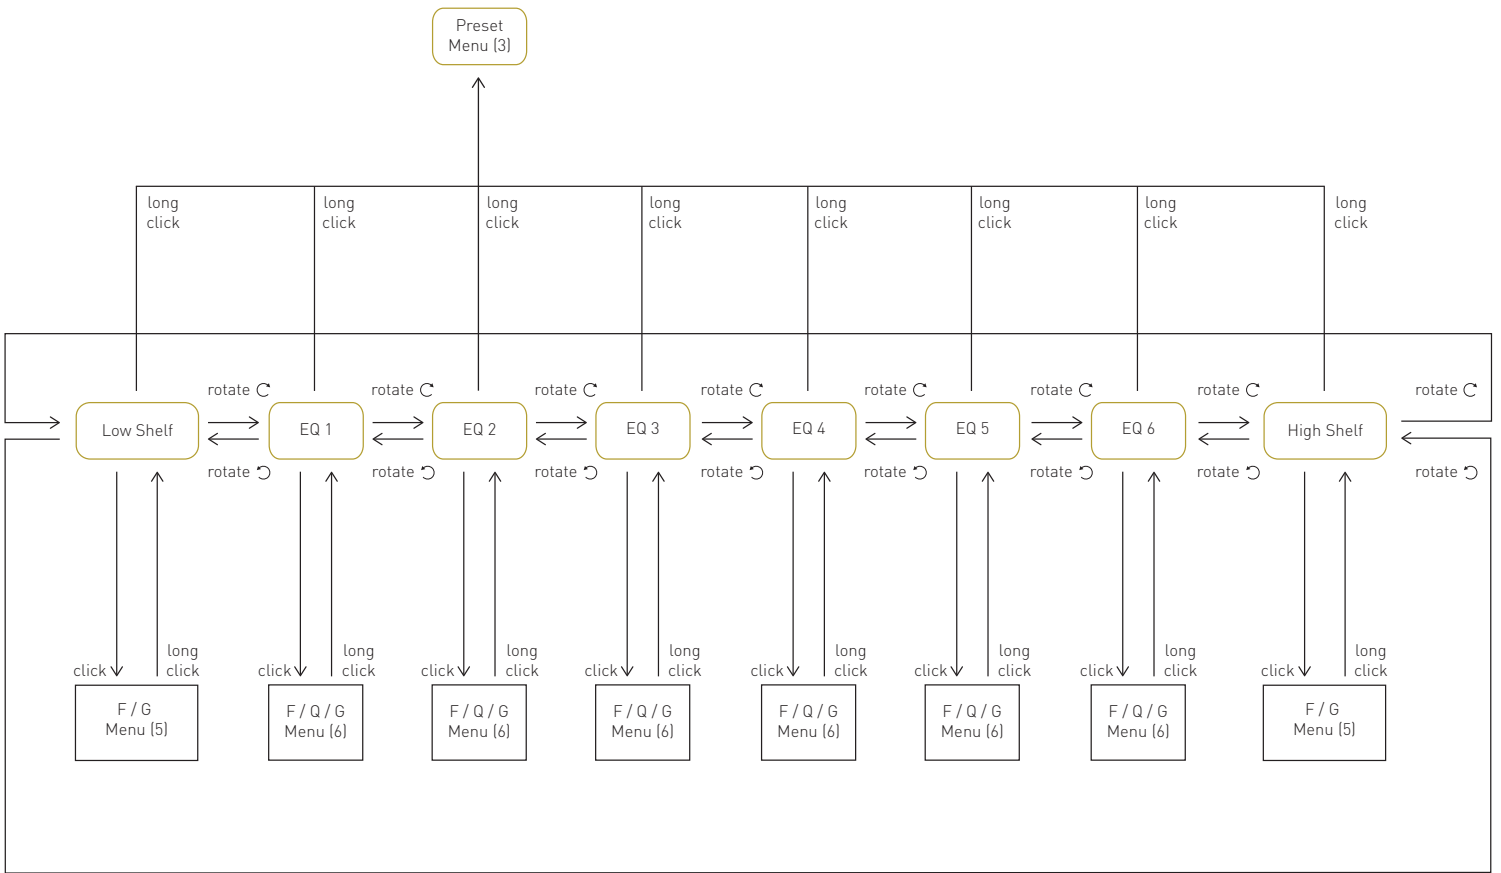 Preset
Menu (3)
long
click
long
click
long
click
long
click
long
click
long
click
long
click
long
click
rotate
rotate
rotate
rotate
rotate
rotate
rotate
rotate
Low Shelf
EQ 1
EQ 2
EQ 3
EQ 4
EQ 5
EQ 6
High Shelf
rotate
rotate
rotate
rotate
rotate
rotate
rotate
rotate
click
long
click
click
long
click
click
long
click
click
long
click
click
long
click
click
long
click
click
long
click
click
long
click
F / G
Menu (5)
F / Q / G
Menu (6)
F / Q / G
Menu (6)
F / Q / G
Menu (6)
F / Q / G
Menu (6)
F / Q / G
Menu (6)
F / Q / G
Menu (6)
F / G
Menu (5)